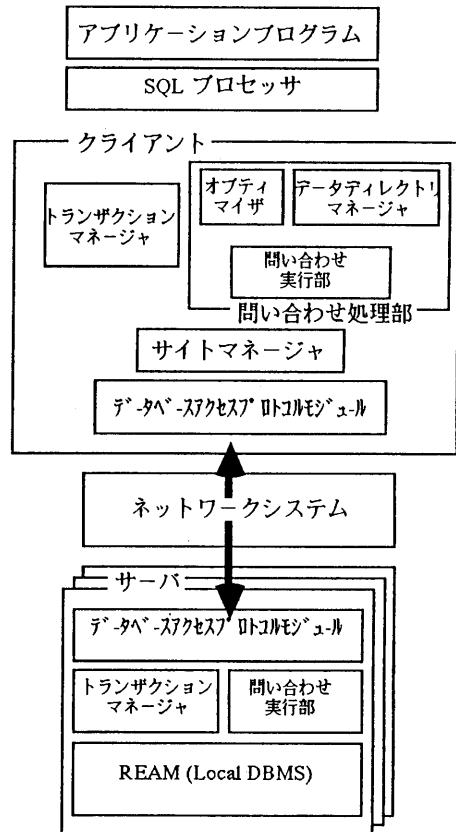 アプリケーションプログラム
SQL プロセッサ
クライアント
オプティ
マイザ
データディレクトリ
マネージャ
トランザクション
マネージャ
問い合わせ
実行部
問い合わせ処理部
サイトマネージャ
データベースアクセスプロトコルモジュール
ネットワークシステム
サーバ
データベースアクセスプロトコルモジュール
トランザクション
マネージャ
問い合わせ
実行部
REAM (Local DBMS)